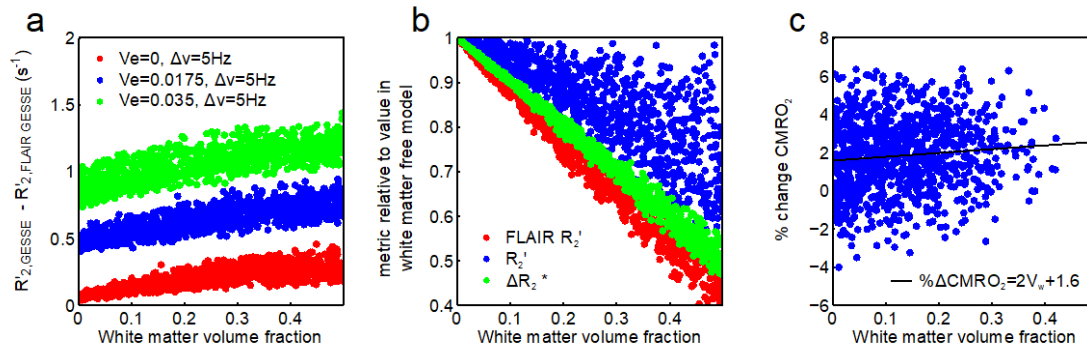 a
2
1.5
1
0.5
0
0 0.1 0.2 0.3 0.4
R'2,GESSE - R'2,FLAIR GESSE (s-1)
White matter volume fraction
Ve=0, Δv=5Hz
Ve=0.0175, Δv=5Hz
Ve=0.035, Δv=5Hz
b
1
0.9
0.8
0.7
0.6
0.5
0.4
0 0.1 0.2 0.3 0.4
metric relative to value in
white matter free model
White matter volume fraction
FLAIR R2'
R2'
ΔR2*
c
8
6
4
2
0
−2
−4
−6
0 0.1 0.2 0.3 0.4
% change CMRO2
White matter volume fraction
%ΔCMRO2=2Vw+1.6